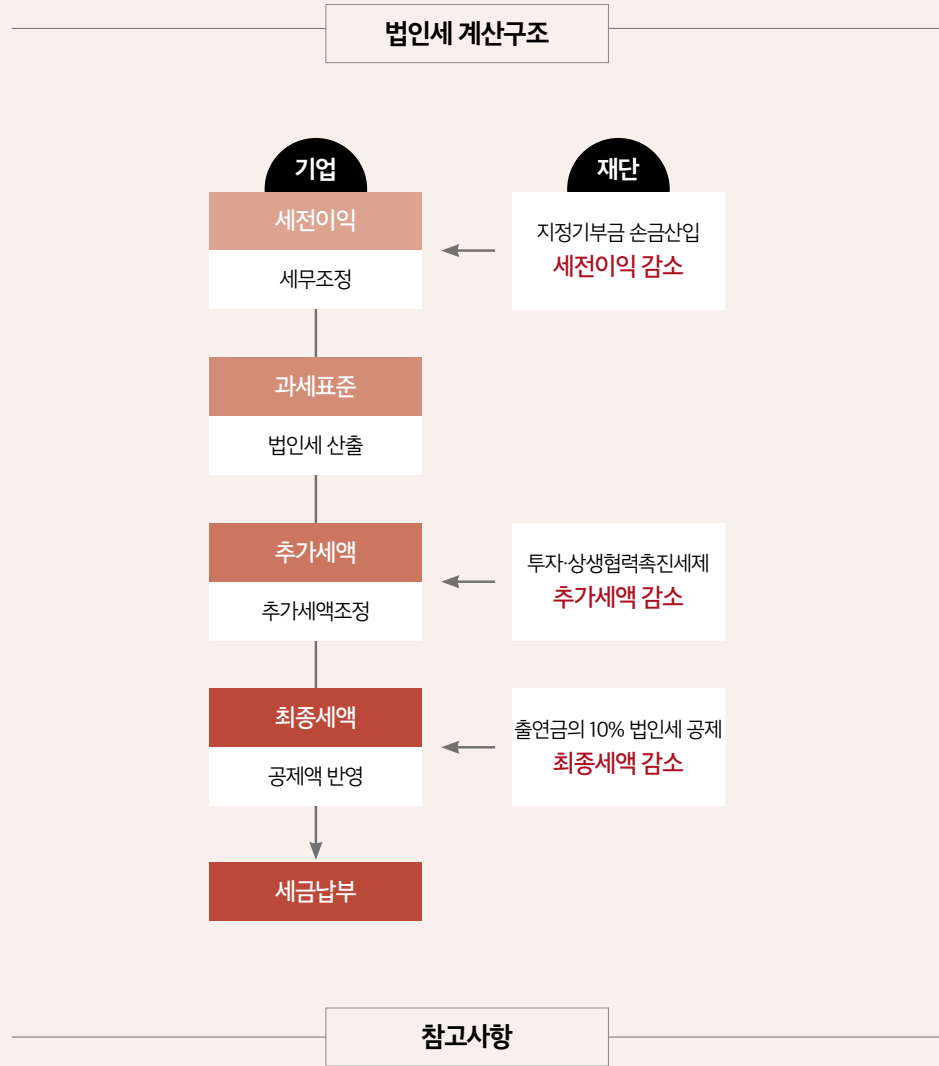 법인세 계산구조
기업
재단
세전이익
세무조정
지정기부금 손금산입
세전이익 감소
과세표준
법인세 산출
추가세액
추가세액조정
투자·상생협력촉진세제
추가세액 감소
최종세액
공제액 반영
출연금의 10% 법인세 공제
최종세액 감소
세금납부
참고사항